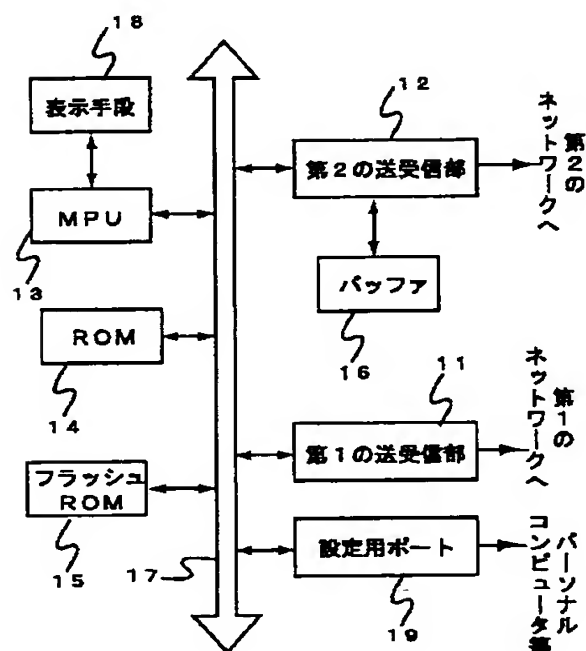 18
表示手段
MPU
13
ROM
14
フラッシュ
ROM
15
17
12
第2の送受信部
第2の
ネットワークへ
バッファ
16
11
第1の送受信部
第1の
ネットワークへ
設定用ポート
19
パーソナル
コンピュータ等